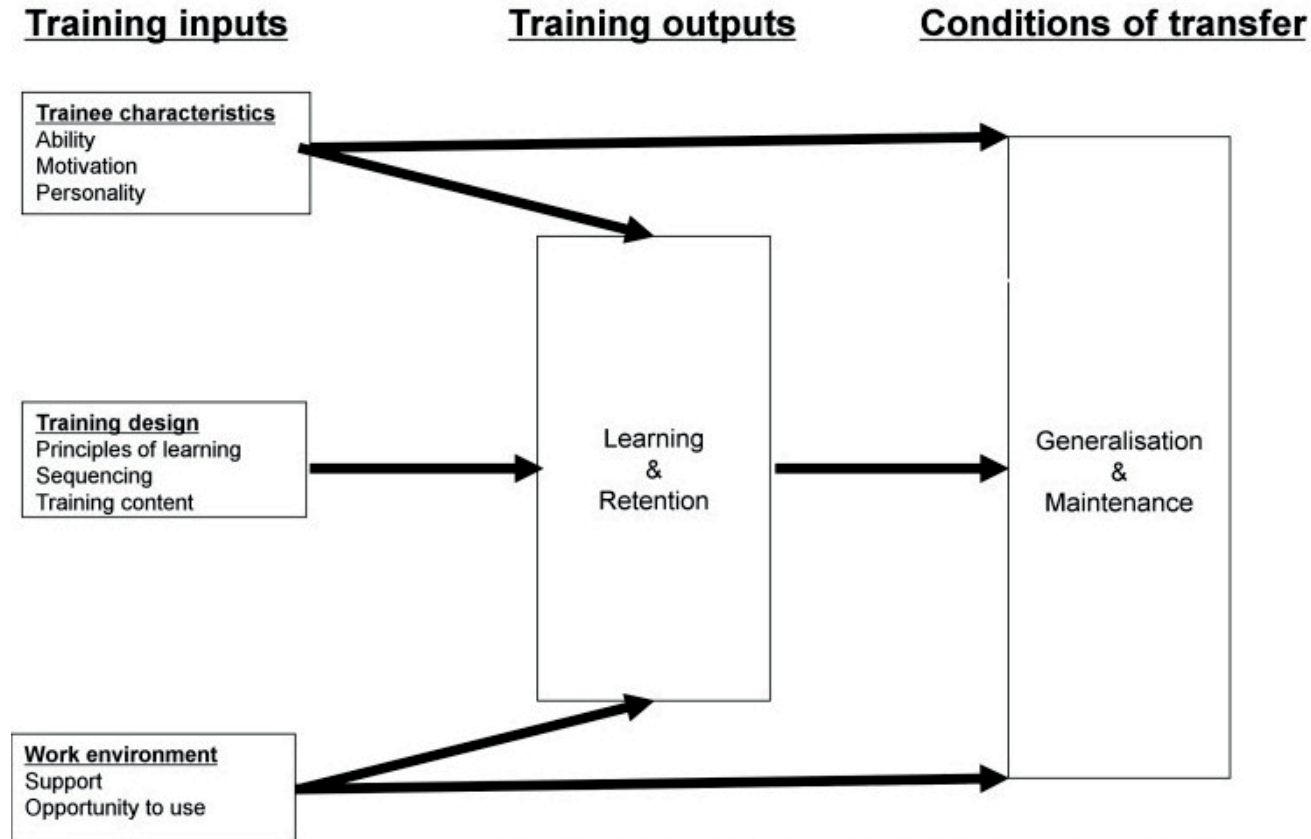 Training inputs
Training outputs
Conditions of transfer
Trainee characteristics
Ability
Motivation
Personality
Training design
Principles of learning
Sequencing
Training content
Learning
&
Retention
Generalisation
&
Maintenance
Work environment
Support
Opportunity to use